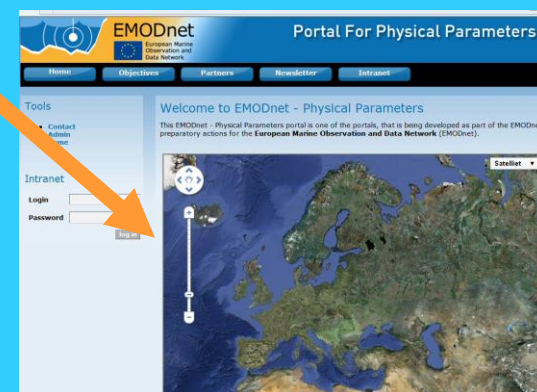 EMODnet
European Marine
Observation and
Data Network
Portal For Physical Parameters
Home Objectives Partners Newsletter Intranet
Tools
Contact
Admin
Welcome to EMODnet - Physical Parameters
This EMODnet - Physical Parameters portal is one of the portals, that is being developed as part of the
preparatory actions for the European Marine Observation and Data Network (EMODnet).
Satelliet
Intranet
Login
Password
log in